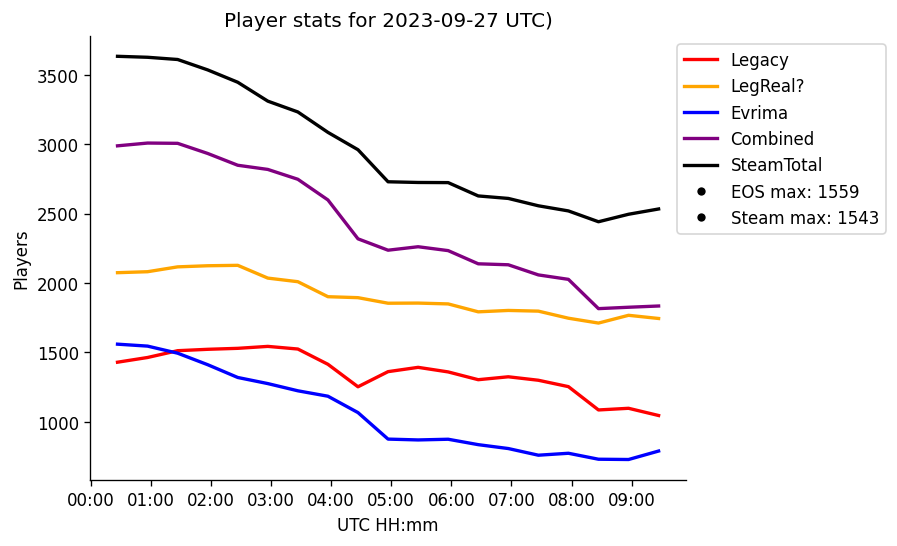 Player stats for 2023-09-27 UTC)
Legacy
LegReal?
Evrima
Combined
SteamTotal
EOS max: 1559
Steam max: 1543
Players
3500
3000
2500
2000
1500
1000
00:00 01:00 02:00 03:00 04:00 05:00 06:00 07:00 08:00 09:00
UTC HH:mm